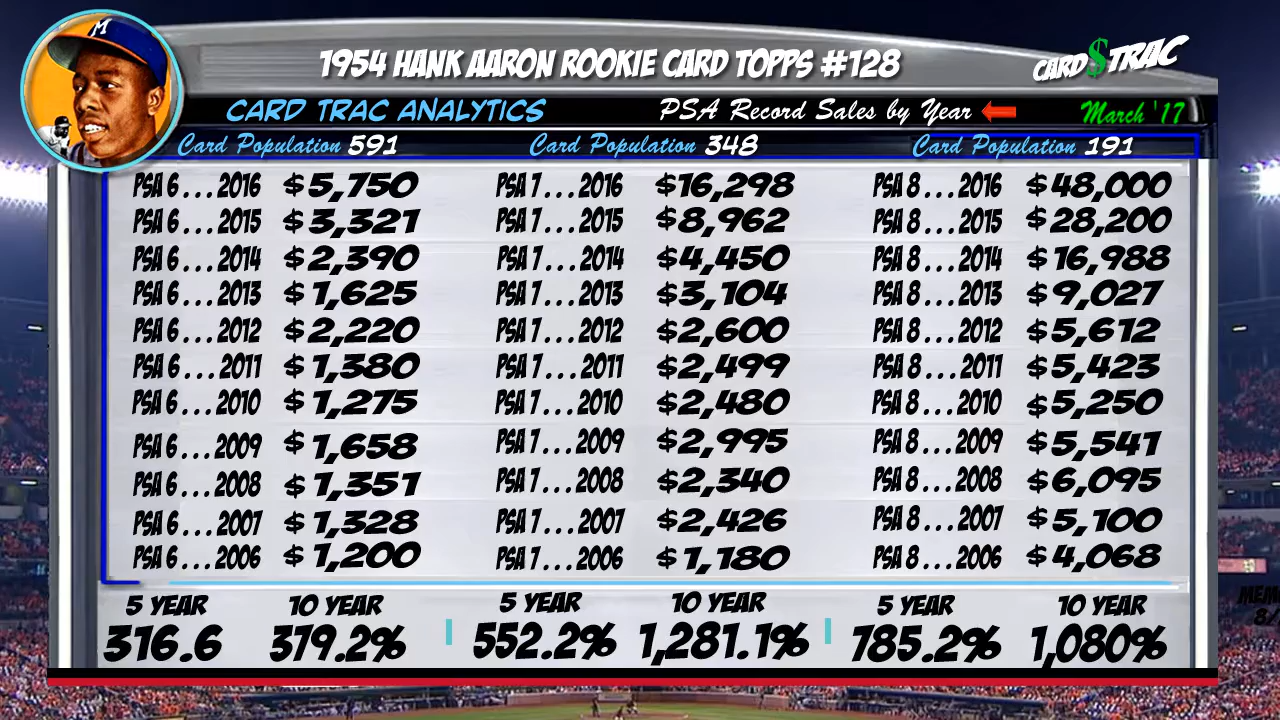 M
1954 HANK AARON ROOKIE CARD TOPPS #128
CARD $ TRAC
CARD TRAC ANALYTICS PSA Record Sales by Year March '17
Card Population 591 Card Population 348 Card Population 191
PSA 6...2016 $5,750 PSA 7...2016 $16,298 PSA 8...2016 $48,000
PSA 6...2015 $3,321 PSA 7...2015 $8,962 PSA 8...2015 $28,200
PSA 6...2014 $2,390 PSA 7...2014 $4,450 PSA 8...2014 $16,988
PSA 6...2013 $1,625 PSA 7...2013 $3,104 PSA 8...2013 $9,027
PSA 6...2012 $2,220 PSA 7...2012 $2,600 PSA 8...2012 $5,612
PSA 6...2011 $1,380 PSA 7...2011 $2,499 PSA 8...2011 $5,423
PSA 6...2010 $1,275 PSA 7...2010 $2,480 PSA 8...2010 $5,250
PSA 6...2009 $1,658 PSA 7...2009 $2,995 PSA 8...2009 $5,541
PSA 6...2008 $1,351 PSA 7...2008 $2,340 PSA 8...2008 $6,095
PSA 6...2007 $1,328 PSA 7...2007 $2,426 PSA 8...2007 $5,100
PSA 6...2006 $1,200 PSA 7...2006 $1,180 PSA 8...2006 $4,068
5 YEAR 10 YEAR 5 YEAR 10 YEAR 5 YEAR 10 YEAR
316.6 379.2% 552.2% 1,281.1% 785.2% 1,080%